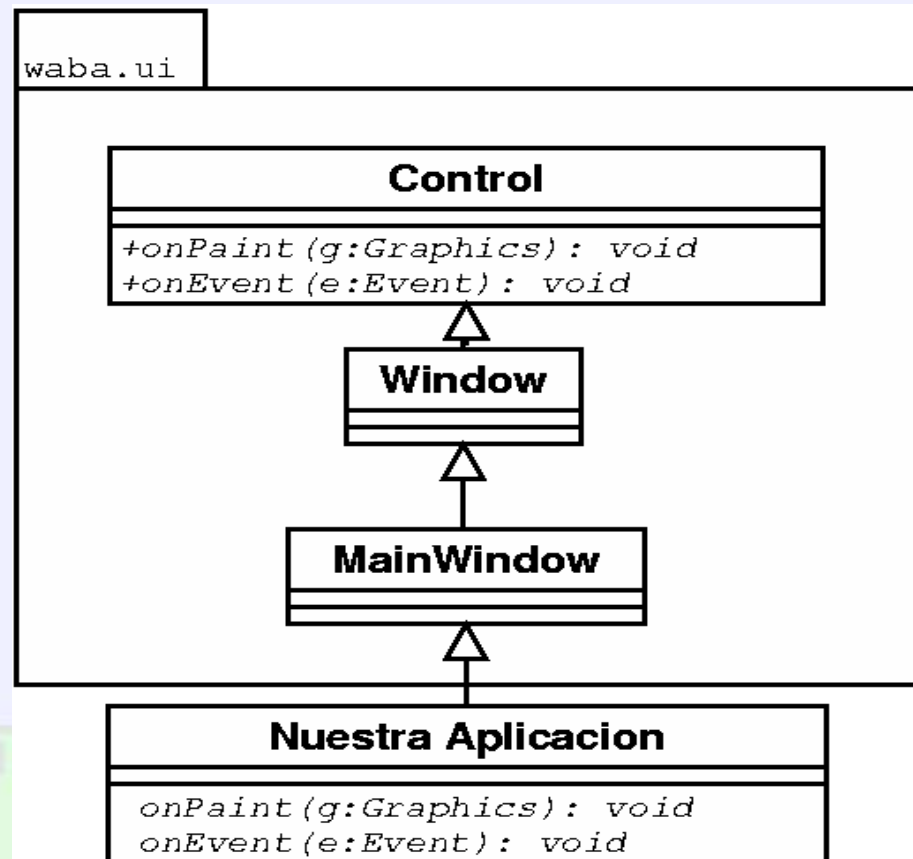 waba.ui
Control
+onPaint(g:Graphics): void
+onEvent(e:Event): void
Window
MainWindow
Nuestra Aplicacion
onPaint(g:Graphics): void
onEvent(e:Event): void